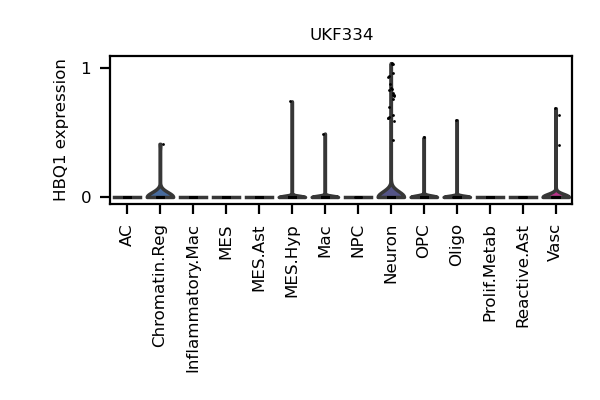 UKF334
HBQ1 expression
1
0
AC
Chromatin.Reg
Inflammatory.Mac
MES
MES.Ast
MES.Hyp
Mac
NPC
Neuron
OPC
Oligo
Prolif.Metab
Reactive.Ast
Vasc